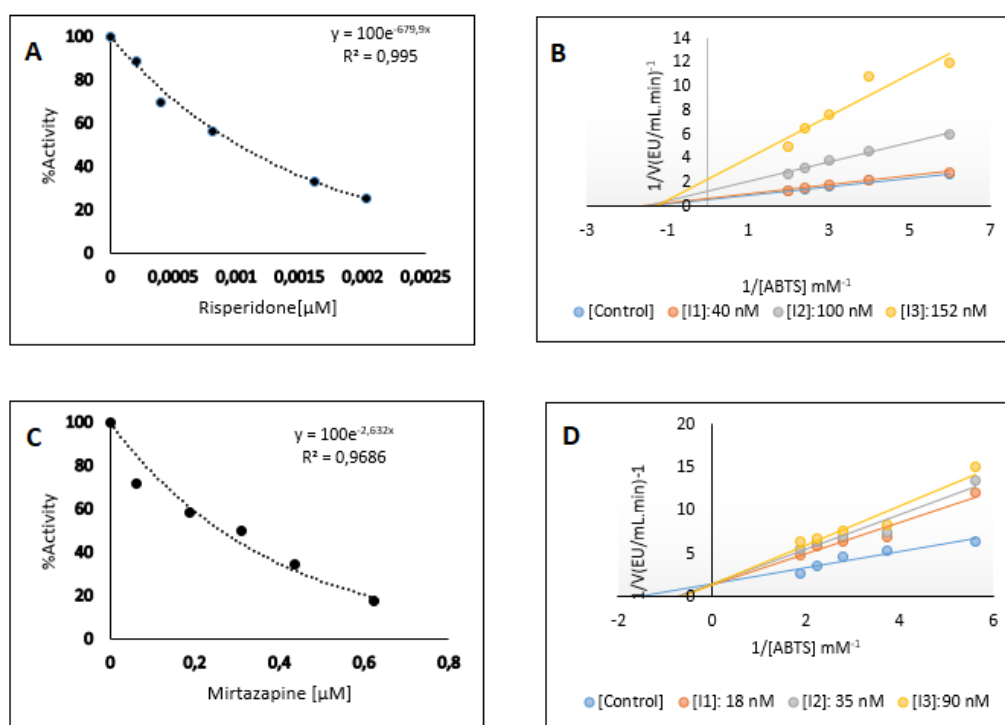 A
y = 100e-679,9x
R² = 0,995
%Activity
100
80
60
40
20
0
0 0,0005 0,001 0,0015 0,002 0,0025
Risperidone[µM]
B
1/V(EU/mL.min)-1
14
12
10
8
6
4
2
0
-3 -1 1 3 5 7
1/[ABTS] mM-1
[Control] [I1]:40 nM [I2]:100 nM [I3]:152 nM
C
y = 100e-2,632x
R² = 0,9686
%Activity
100
80
60
40
20
0
0 0,2 0,4 0,6 0,8
Mirtazapine [µM]
D
1/V(EU/mL.min)-1
20
15
10
5
0
-2 0 2 4 6
1/[ABTS] mM-1
[Control] [I1]: 18 nM [I2]: 35 nM [I3]: 90 nM